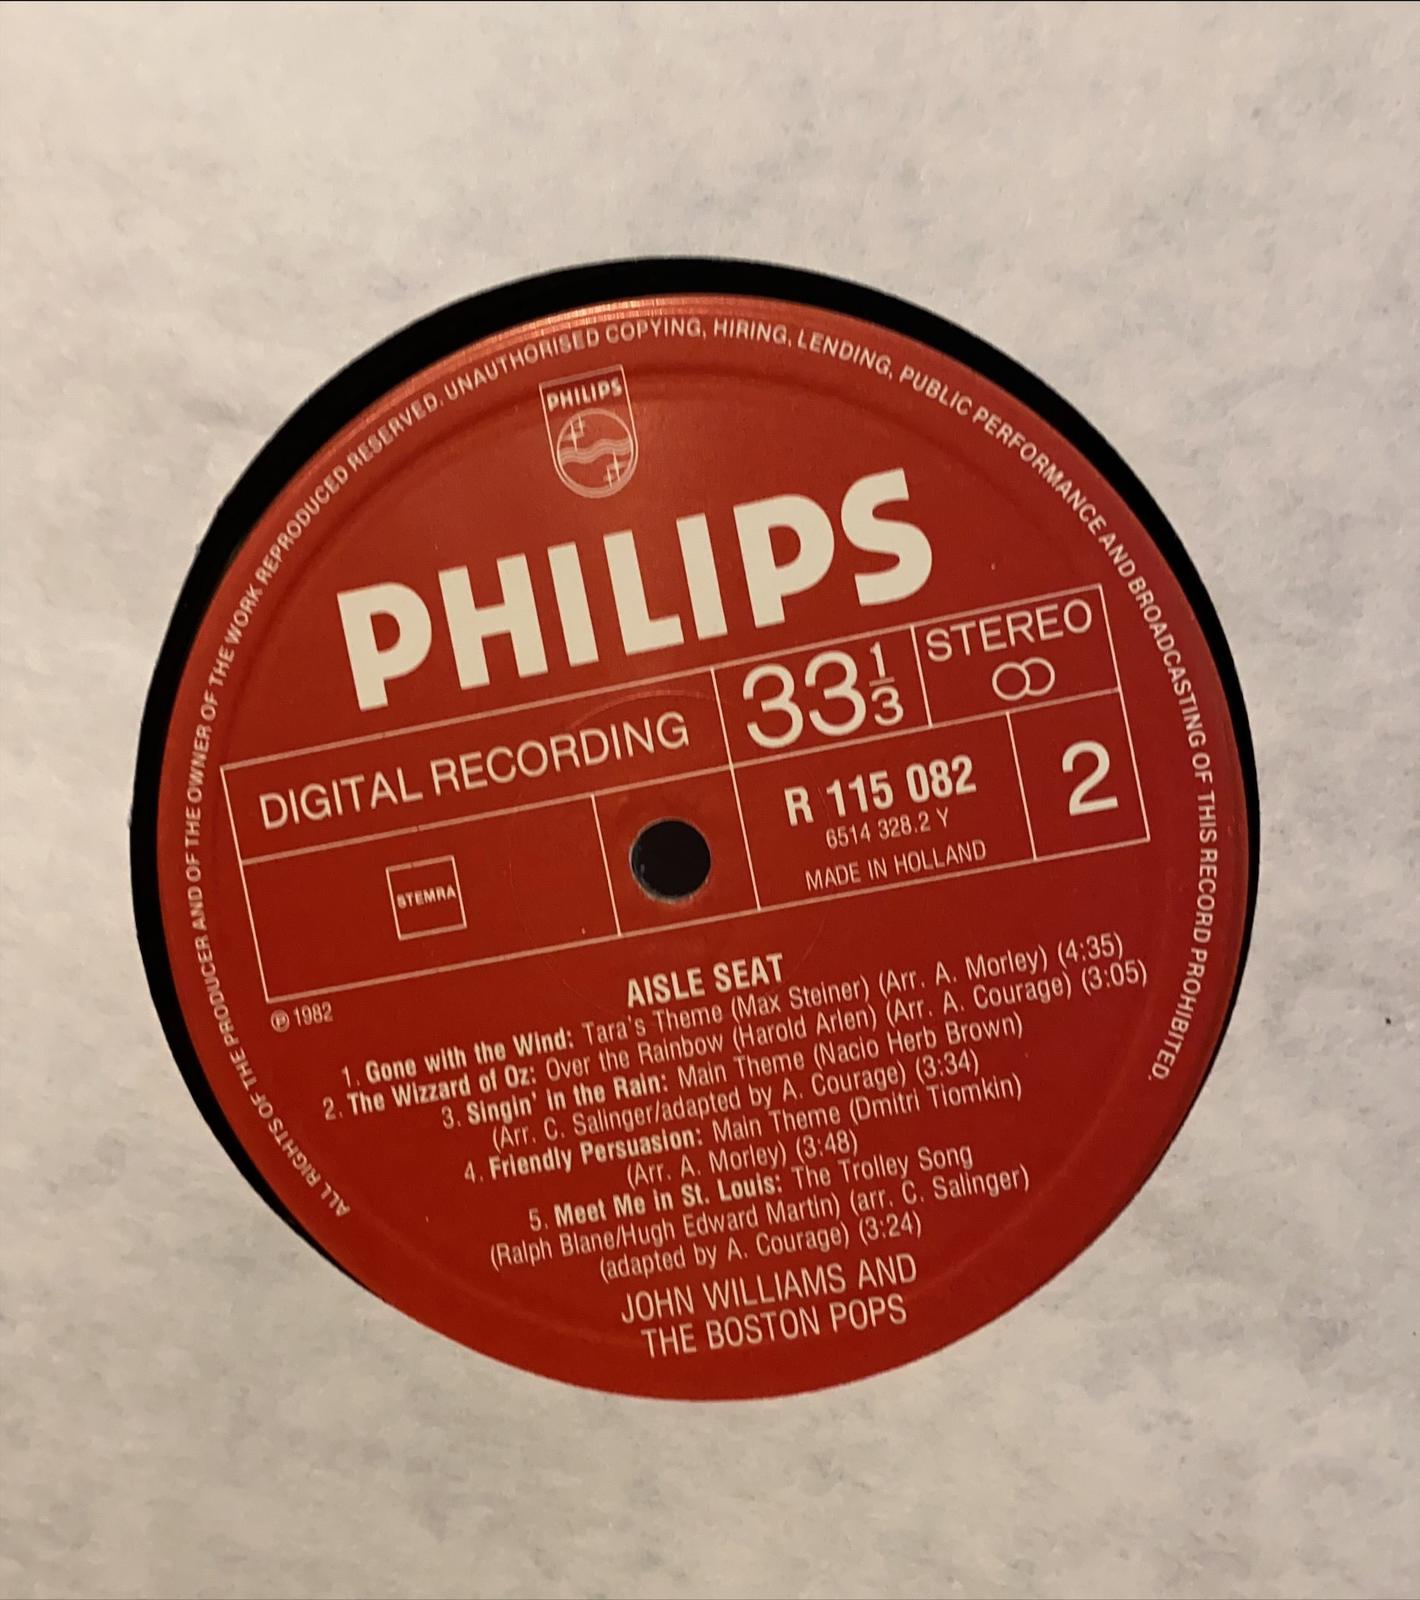 ALL RIGHTS OF THE PRODUCER AND OF THE OWNER OF THE WORK REPRODUCED RESERVED. UNAUTHORISED COPYING, HIRING, LENDING, PUBLIC PERFORMANCE AND BROADCASTING OF THIS RECORD PROHIBITED.
PHILIPS
PHILIPS
DIGITAL RECORDING
33 1/3
STEREO
STEMRA
R 115 082
6514 328.2 Y
MADE IN HOLLAND
2
℗ 1982
AISLE SEAT
1. Gone with the Wind: Tara's Theme (Max Steiner) (Arr. A. Morley) (4:35)
2. The Wizzard of Oz: Over the Rainbow (Harold Arlen) (Arr. A. Courage) (3:05)
3. Singin' in the Rain: Main Theme (Nacio Herb Brown)
(Arr. C. Salinger/adapted by A. Courage) (3:34)
4. Friendly Persuasion: Main Theme (Dmitri Tiomkin)
(Arr. A. Morley) (3:48)
5. Meet Me in St. Louis: The Trolley Song
(Ralph Blane/Hugh Edward Martin) (arr. C. Salinger)
(adapted by A. Courage) (3:24)
JOHN WILLIAMS AND
THE BOSTON POPS